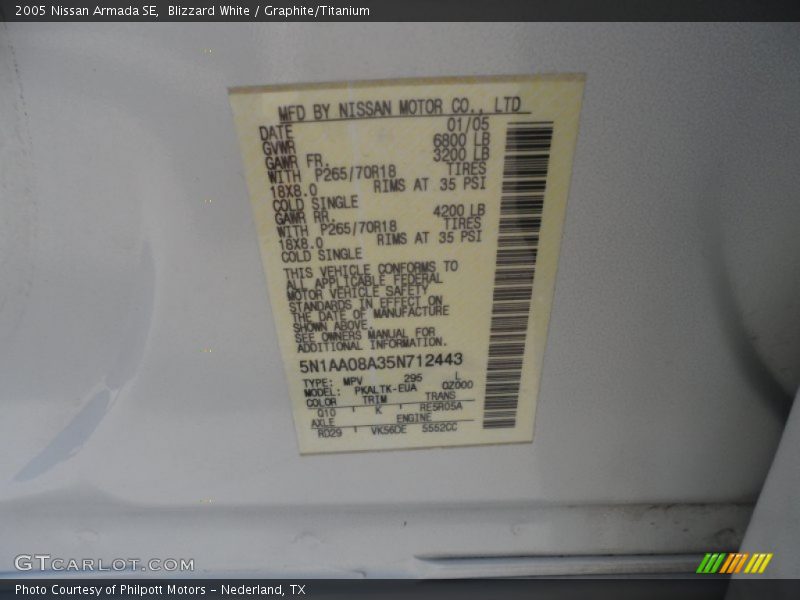 2005 Nissan Armada SE,  Blizzard White / Graphite/Titanium
MFD BY NISSAN MOTOR CO., LTD
DATE 01/05
GVWR 6800 LB
GAWR FR. 3200 LB
WITH P265/70R18 TIRES
18X8.0 RIMS AT 35 PSI
COLD SINGLE
GAWR RR. 4200 LB
WITH P265/70R18 TIRES
18X8.0 RIMS AT 35 PSI
COLD SINGLE
THIS VEHICLE CONFORMS TO
ALL APPLICABLE FEDERAL
MOTOR VEHICLE SAFETY
STANDARDS IN EFFECT ON
THE DATE OF MANUFACTURE
SHOWN ABOVE.
SEE OWNERS MANUAL FOR
ADDITIONAL INFORMATION.
5N1AA08A35N712443
TYPE: MPV 295 L
MODEL: PKALTK-EUA QZ000
COLOR TRIM TRANS
Q10 K RE5R05A
AXLE ENGINE
RD29 VK56DE 5552CC
GTCARLOT.COM
Photo Courtesy of Philpott Motors - Nederland, TX